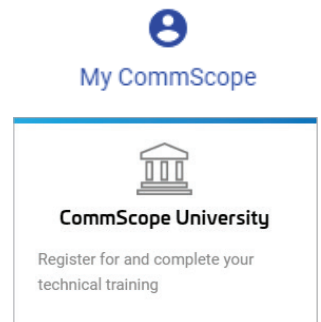 My CommScope
CommScope University
Register for and complete your
technical training